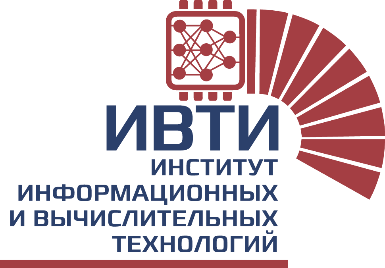 ИВТИ
ИНСТИТУТ
ИНФОРМАЦИОННЫХ
И ВЫЧИСЛИТЕЛЬНЫХ
ТЕХНОЛОГИЙ